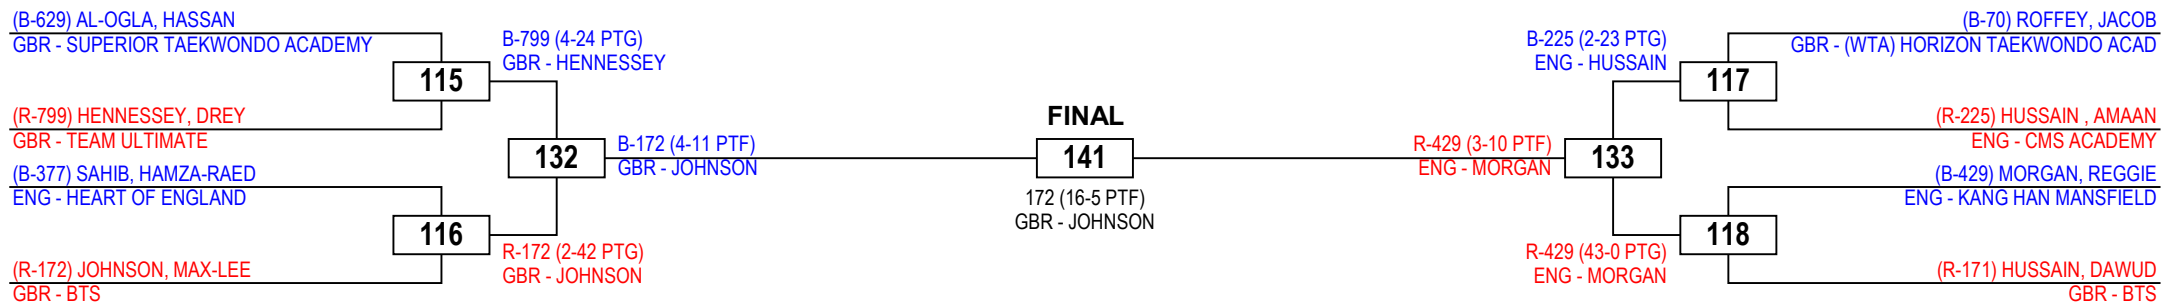 (B-629) AL-OGLA, HASSAN
GBR - SUPERIOR TAEKWONDO ACADEMY
115
(R-799) HENNESSEY, DREY
GBR - TEAM ULTIMATE
(B-377) SAHIB, HAMZA-RAED
ENG - HEART OF ENGLAND
116
(R-172) JOHNSON, MAX-LEE
GBR - BTS
B-799 (4-24 PTG)
GBR - HENNESSEY
132
R-172 (2-42 PTG)
GBR - JOHNSON
B-172 (4-11 PTF)
GBR - JOHNSON
FINAL
141
172 (16-5 PTF)
GBR - JOHNSON
R-429 (3-10 PTF)
ENG - MORGAN
B-225 (2-23 PTG)
ENG - HUSSAIN
133
R-429 (43-0 PTG)
ENG - MORGAN
(B-70) ROFFEY, JACOB
GBR - (WTA) HORIZON TAEKWONDO ACAD
117
(R-225) HUSSAIN , AMAAN
ENG - CMS ACADEMY
(B-429) MORGAN, REGGIE
ENG - KANG HAN MANSFIELD
118
(R-171) HUSSAIN, DAWUD
GBR - BTS